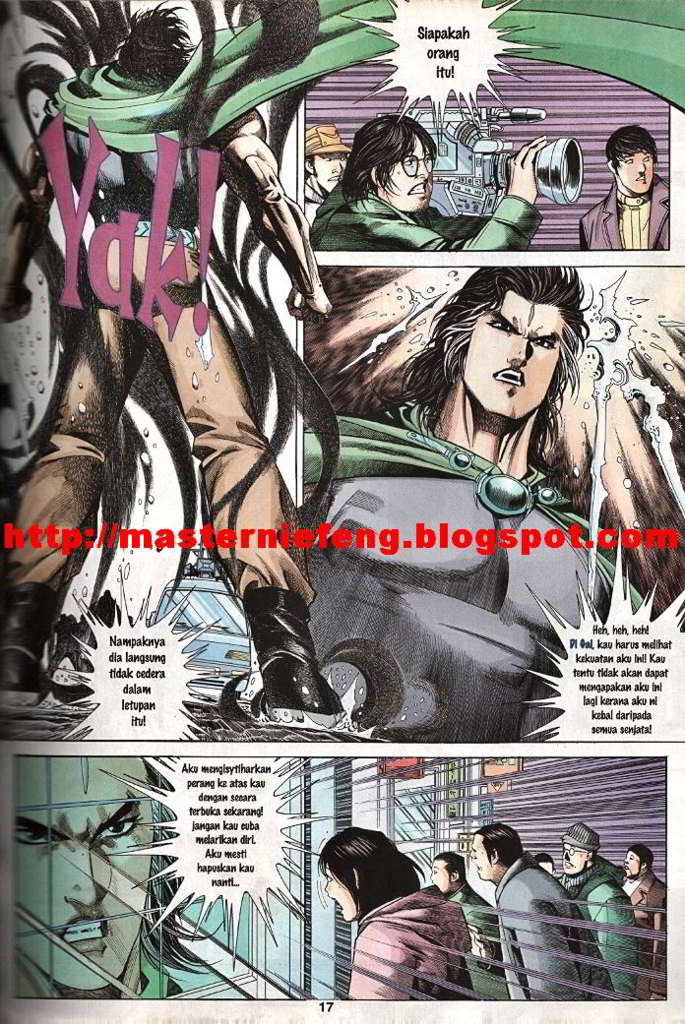 Siapakah
orang
itu!
Yak!
http://masterniefeng.blogspot.com
Nampaknya
dia langsung
tidak cedera
dalam
letupan
itu!
Heh, heh, heh!
Di Gal, kau harus melihat
kekuatan aku ini! Kau
tentu tidak akan dapat
mengapakan aku ini
lagi kerana aku ni
kebal daripada
semua senjata!
Aku mengisytiharkan
perang ke atas kau
dengan secara
terbuka sekarang!
jangan kau cuba
melarikan diri.
Aku mesti
hapuskan kau
nanti...
17